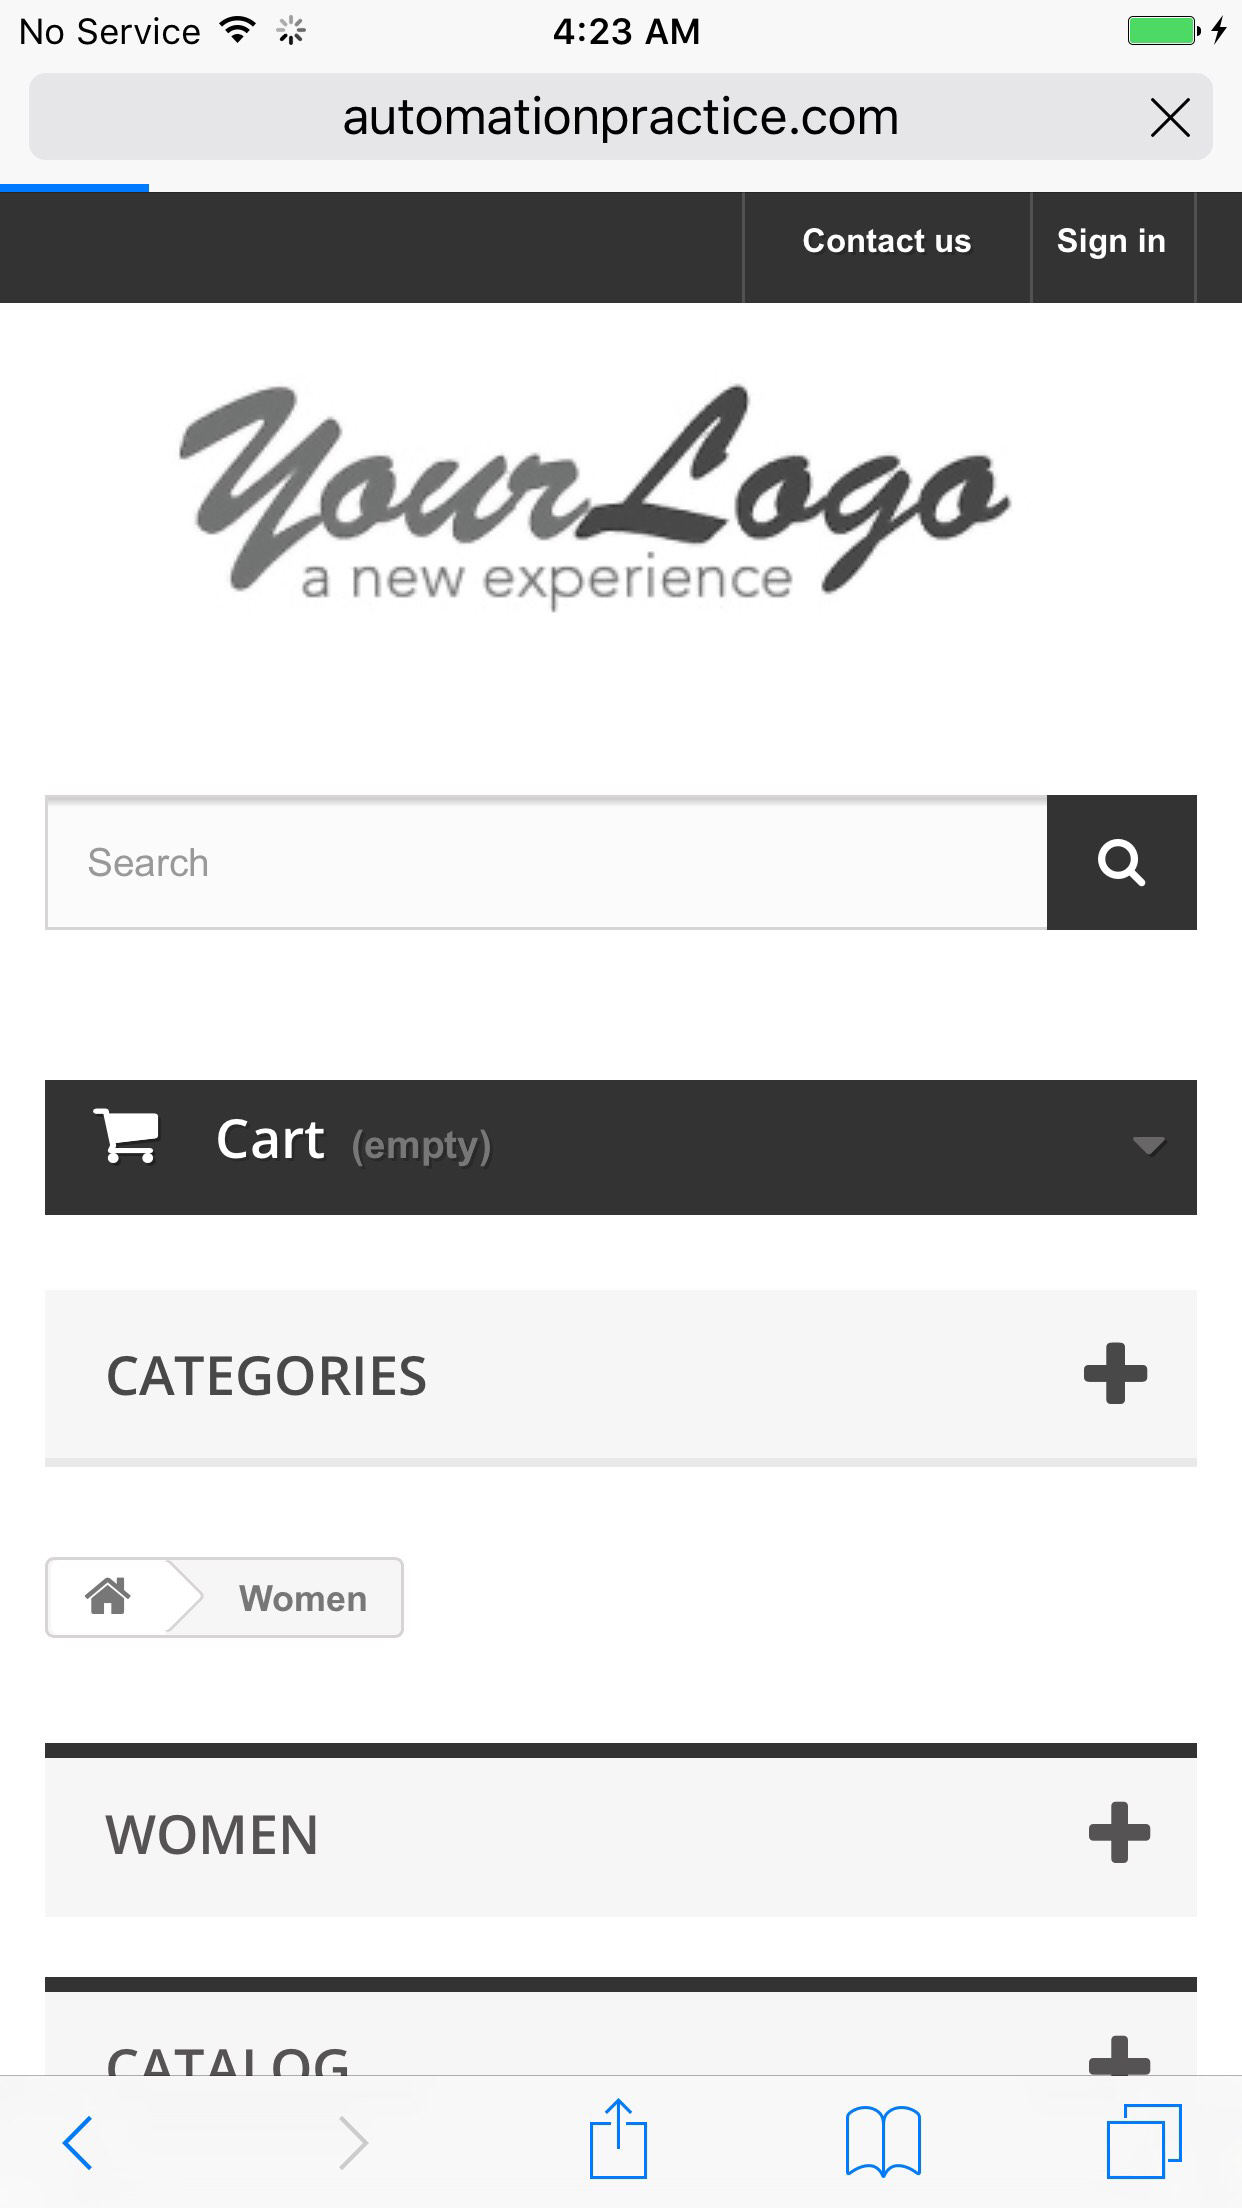 No Service 4:23 AM
automationpractice.com
Contact us Sign in
YourLogo
a new experience
Search
Cart (empty)
CATEGORIES
Women
WOMEN
CATALOG